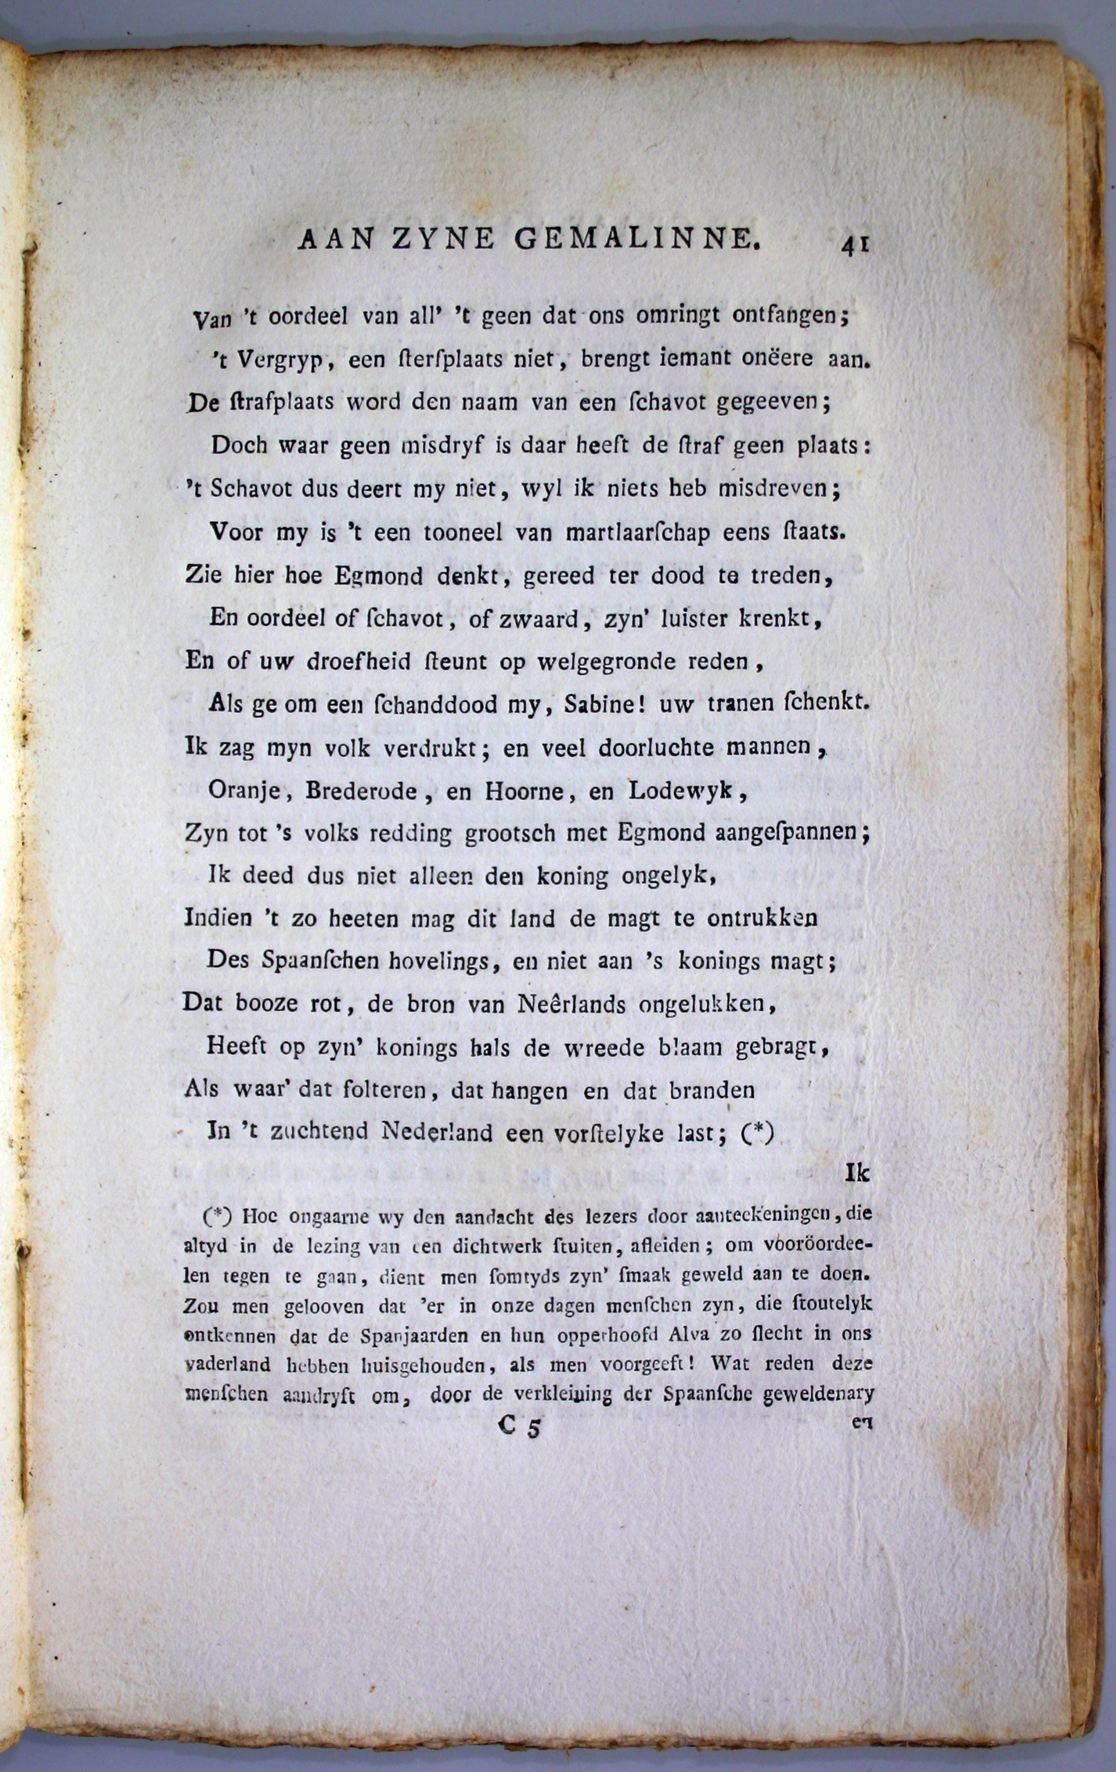 AAN ZYNE GEMALINNE. 41
Van 't oordeel van all' 't geen dat ons omringt ontfangen;
't Vergryp, een ſterfplaats niet, brengt iemant onëere aan.
De ſtrafplaats word den naam van een ſchavot gegeeven;
Doch waar geen misdryf is daar heeft de ſtraf geen plaats:
't Schavot dus deert my niet, wyl ik niets heb misdreven;
Voor my is 't een tooneel van martlaarſchap eens ſtaats.
Zie hier hoe Egmond denkt, gereed ter dood te treden,
En oordeel of ſchavot, of zwaard, zyn' luister krenkt,
En of uw droefheid ſteunt op welgegronde reden,
Als ge om een ſchanddood my, Sabine! uw tranen ſchenkt.
Ik zag myn volk verdrukt; en veel doorluchte mannen,
Oranje, Brederode, en Hoorne, en Lodewyk,
Zyn tot 's volks redding grootsch met Egmond aangeſpannen;
Ik deed dus niet alleen den koning ongelyk,
Indien 't zo heeten mag dit land de magt te ontrukken
Des Spaanſchen hovelings, en niet aan 's konings magt;
Dat booze rot, de bron van Neêrlands ongelukken,
Heeft op zyn' konings hals de wreede blaam gebragt,
Als waar' dat folteren, dat hangen en dat branden
In 't zuchtend Nederland een vorſtelyke last; (*)
Ik
(*) Hoe ongaarne wy den aandacht des lezers door aanteekeningen, die
altyd in de lezing van een dichtwerk ſtuiten, afleiden; om voorörordee-
len tegen te gaan, dient men ſomtyds zyn' ſmaak geweld aan te doen.
Zou men gelooven dat 'er in onze dagen menſchen zyn, die ſtoutelyk
ontkennen dat de Spanjaarden en hun opperhoofd Alva zo ſlecht in ons
vaderland hebben huisgehouden, als men voorgeeft! Wat reden deze
menſchen aandryft om, door de verkleining der Spaanſche geweldenary
C 5 en